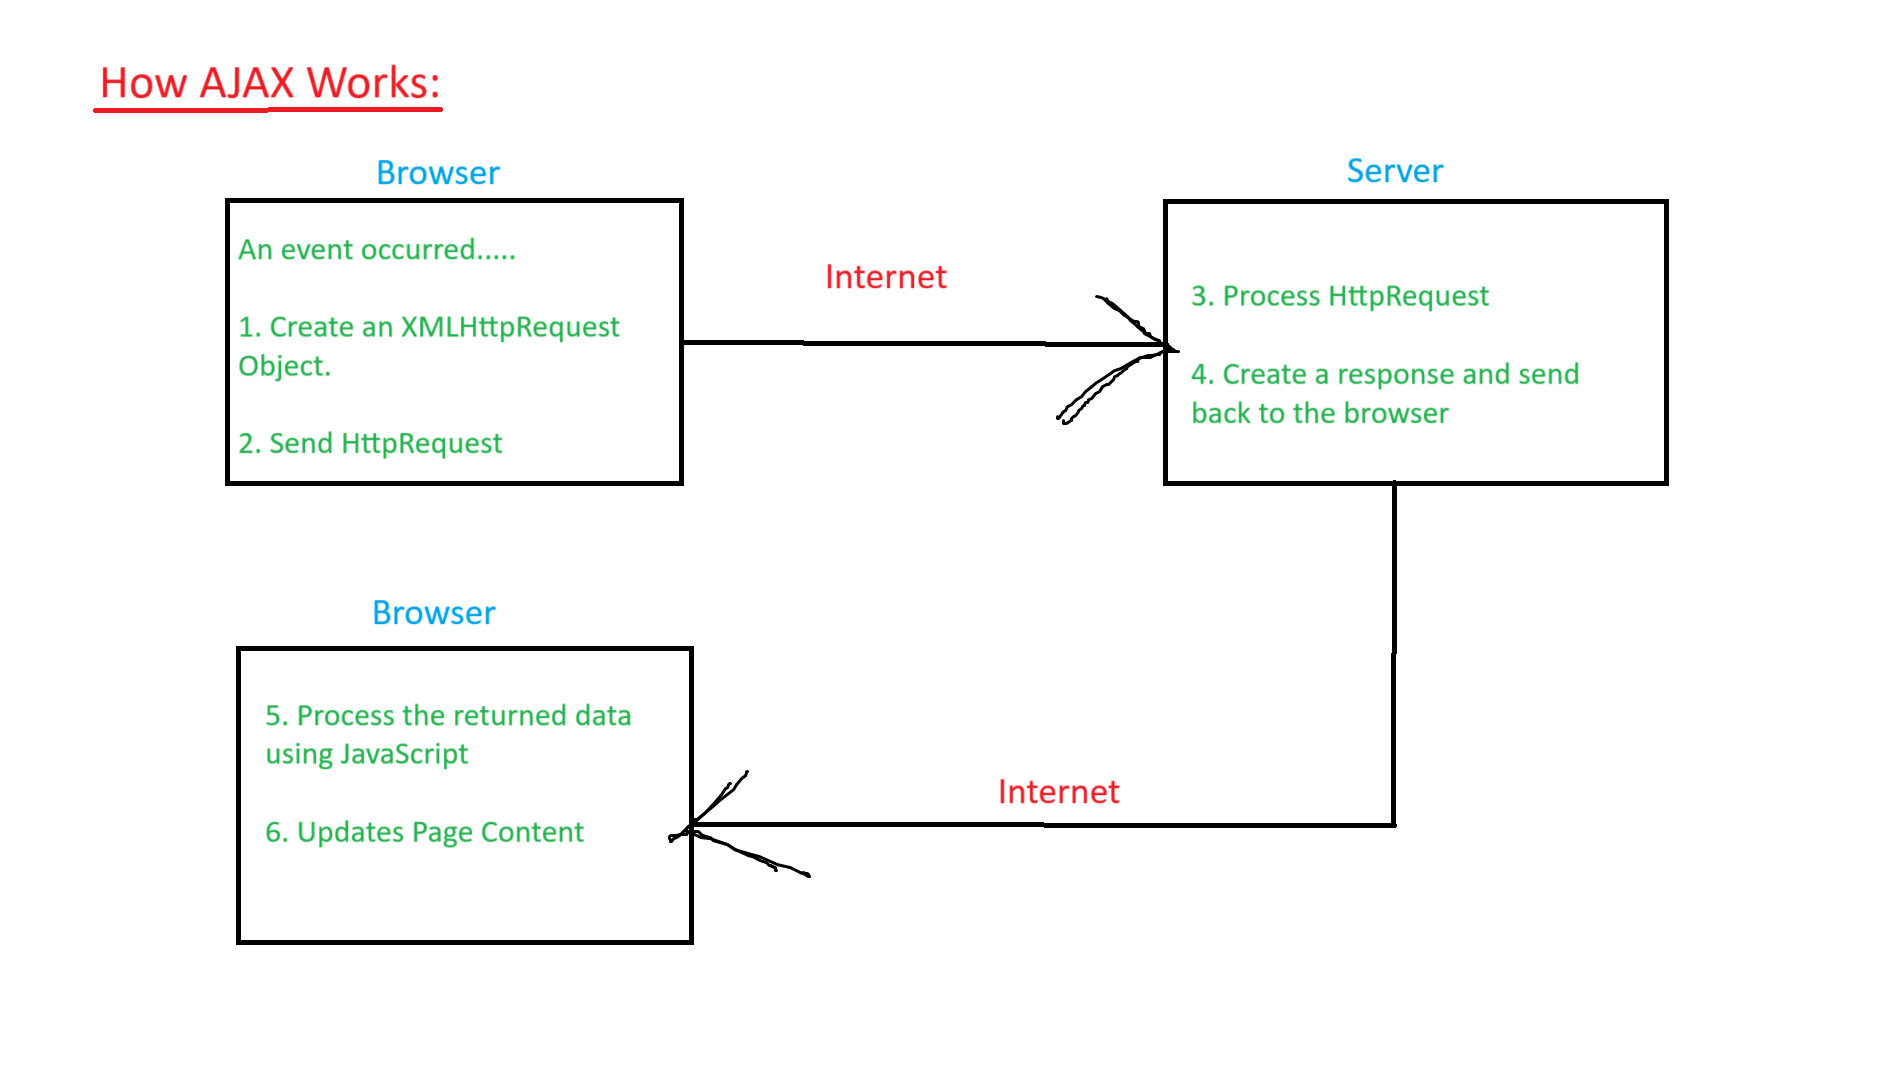 How AJAX Works:
Browser
An event occurred.....
1. Create an XMLHttpRequest
Object.
2. Send HttpRequest
Internet
Server
3. Process HttpRequest
4. Create a response and send
back to the browser
Internet
Browser
5. Process the returned data
using JavaScript
6. Updates Page Content